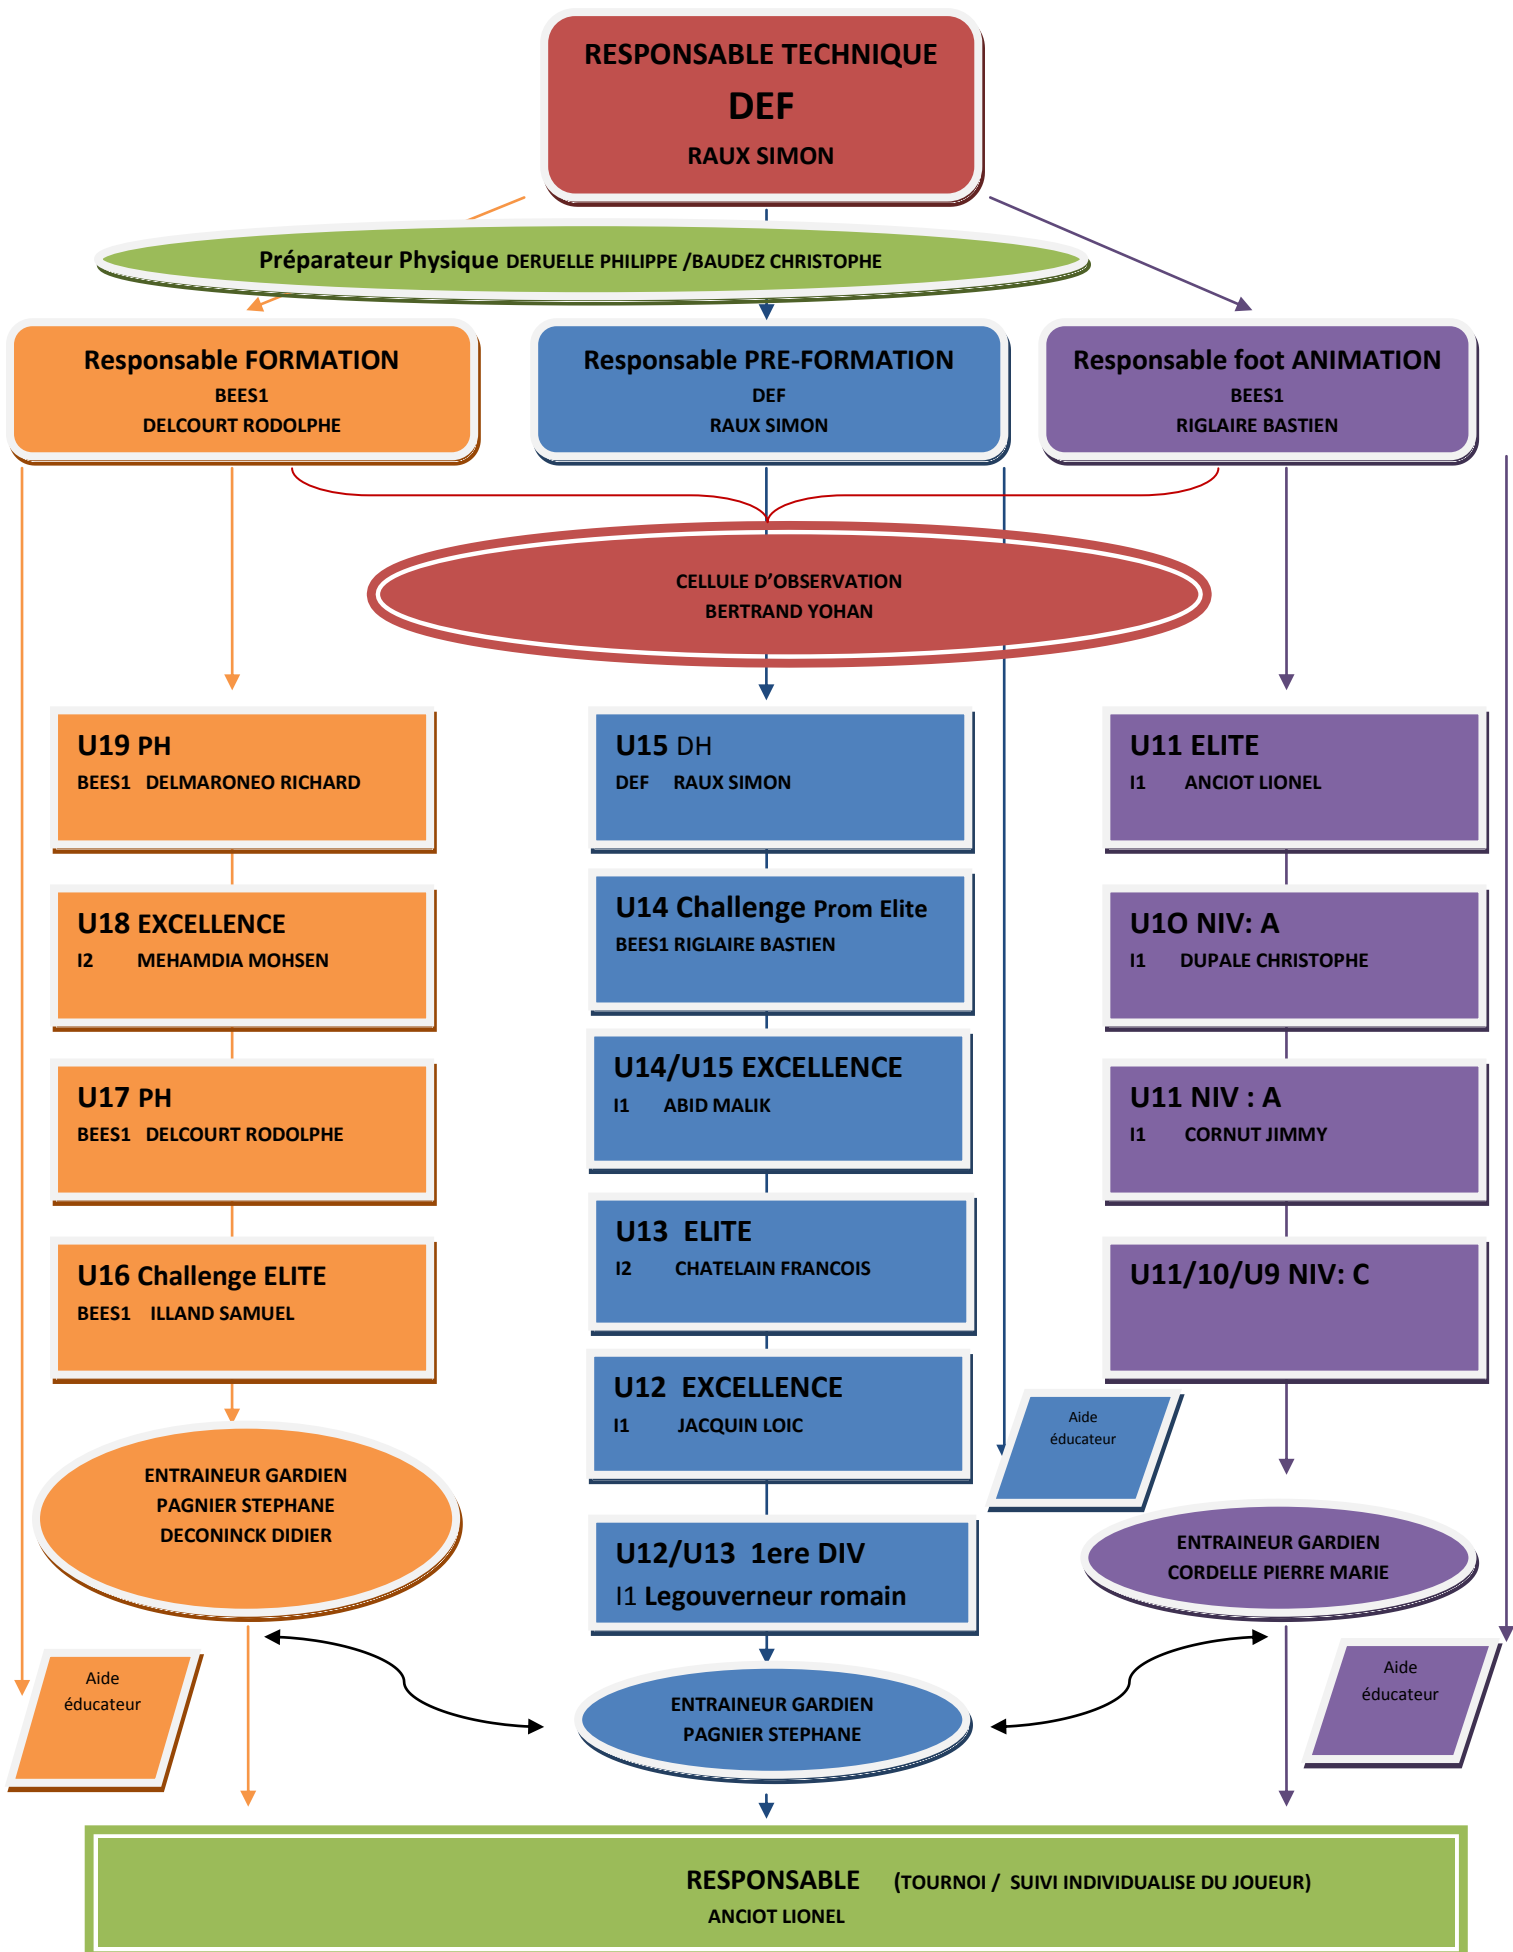 RESPONSABLE TECHNIQUE
DEF
RAUX SIMON
Préparateur Physique DERUELLE PHILIPPE /BAUDEZ CHRISTOPHE
Responsable FORMATION
BEES1
DELCOURT RODOLPHE
Responsable PRE-FORMATION
DEF
RAUX SIMON
Responsable foot ANIMATION
BEES1
RIGLAIRE BASTIEN
CELLULE D'OBSERVATION
BERTRAND YOHAN
U19 PH
BEES1 DELMARONEO RICHARD
U18 EXCELLENCE
I2 MEHAMDIA MOHSEN
U17 PH
BEES1 DELCOURT RODOLPHE
U16 Challenge ELITE
BEES1 ILLAND SAMUEL
ENTRAINEUR GARDIEN
PAGNIER STEPHANE
DECONINCK DIDIER
Aide
éducateur
U15 DH
DEF RAUX SIMON
U14 Challenge Prom Elite
BEES1 RIGLAIRE BASTIEN
U14/U15 EXCELLENCE
I1 ABID MALIK
U13 ELITE
I2 CHATELAIN FRANCOIS
U12 EXCELLENCE
I1 JACQUIN LOIC
U12/U13 1ere DIV
I1 Legouverneur romain
Aide
éducateur
ENTRAINEUR GARDIEN
PAGNIER STEPHANE
U11 ELITE
I1 ANCIOT LIONEL
U1O NIV: A
I1 DUPALE CHRISTOPHE
U11 NIV : A
I1 CORNUT JIMMY
U11/10/U9 NIV: C
ENTRAINEUR GARDIEN
CORDELLE PIERRE MARIE
Aide
éducateur
RESPONSABLE (TOURNOI / SUIVI INDIVIDUALISE DU JOUEUR)
ANCIOT LIONEL